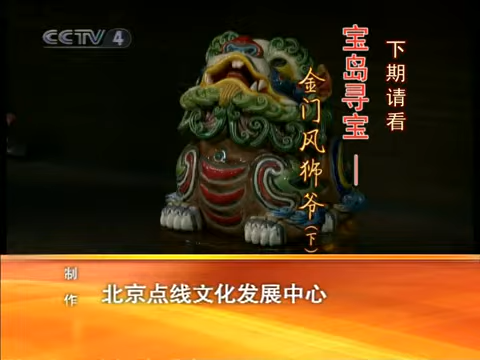 CCTV 4
下期请看
宝岛寻宝——
金门风狮爷(下)
制作
北京点线文化发展中心